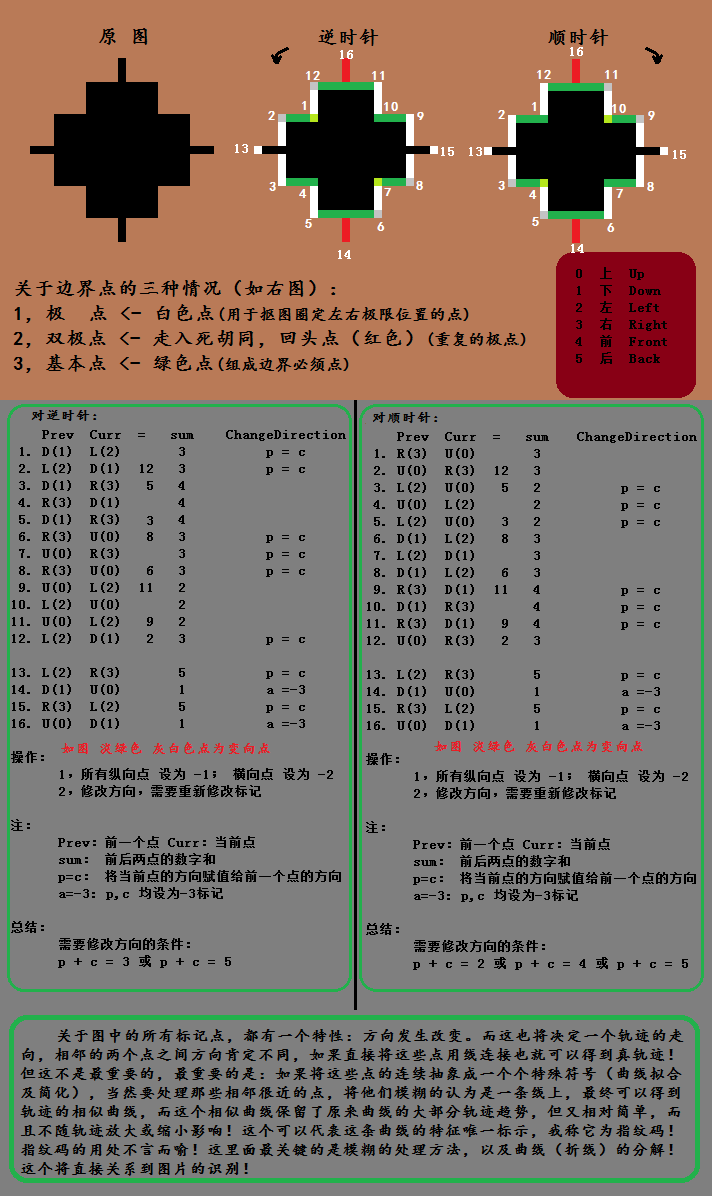 原 图
逆时针
顺时针
16
12 11
1 10
2 9
13 15
3 8
4 7
5 6
14
16
12 11
1 10
2 9
13 15
3 8
4 7
5 6
14
关于边界点的三种情况（如右图）：
1，极 点 <- 白色点(用于抠图圈定左右极限位置的点)
2，双极点 <- 走入死胡同，回头点（红色）(重复的极点)
3，基本点 <- 绿色点(组成边界必须点)
0 上 Up
1 下 Down
2 左 Left
3 右 Right
4 前 Front
5 后 Back
对逆时针：
Prev Curr = sum ChangeDirection
1. D(1) L(2) 3 p = c
2. L(2) D(1) 12 3 p = c
3. D(1) R(3) 5 4
4. R(3) D(1) 4
5. D(1) R(3) 3 4
6. R(3) U(0) 8 3 p = c
7. U(0) R(3) 3 p = c
8. R(3) U(0) 6 3 p = c
9. U(0) L(2) 11 2
10. L(2) U(0) 2
11. U(0) L(2) 9 2
12. L(2) D(1) 2 3 p = c
13. L(2) R(3) 5 p = c
14. D(1) U(0) 1 a =-3
15. R(3) L(2) 5 p = c
16. U(0) D(1) 1 a =-3
如图 淡绿色 灰白色点为变向点
操作：
1，所有纵向点 设为 -1； 横向点 设为 -2
2，修改方向，需要重新修改标记
注：
Prev：前一个点 Curr：当前点
sum： 前后两点的数字和
p=c： 将当前点的方向赋值给前一个点的方向
a=-3：p,c 均设为-3标记
总结：
需要修改方向的条件：
p + c = 3 或 p + c = 5
对顺时针：
Prev Curr = sum ChangeDirection
1. R(3) U(0) 3
2. U(0) R(3) 12 3
3. L(2) U(0) 5 2 p = c
4. U(0) L(2) 2 p = c
5. L(2) U(0) 3 2 p = c
6. D(1) L(2) 8 3
7. L(2) D(1) 3
8. D(1) L(2) 6 3
9. R(3) D(1) 11 4 p = c
10. D(1) R(3) 4 p = c
11. R(3) D(1) 9 4 p = c
12. U(0) R(3) 2 3
13. L(2) R(3) 5 p = c
14. D(1) U(0) 1 a =-3
15. R(3) L(2) 5 p = c
16. U(0) D(1) 1 a =-3
如图 淡绿色 灰白色点为变向点
操作：
1，所有纵向点 设为 -1； 横向点 设为 -2
2，修改方向，需要重新修改标记
注：
Prev：前一个点 Curr：当前点
sum： 前后两点的数字和
p=c： 将当前点的方向赋值给前一个点的方向
a=-3：p,c 均设为-3标记
总结：
需要修改方向的条件：
p + c = 2 或 p + c = 4 或 p + c = 5
关于图中的所有标记点，都有一个特性：方向发生改变。而这也将决定一个轨迹的走
向，相邻的两个点之间方向肯定不同，如果直接将这些点用线连接也就可以得到真轨迹！
但这不是最重要的，最重要的是：如果将这些点的连续抽象成一个个特殊符号（曲线拟合
及简化），当然要处理那些相邻很近的点，将他们模糊的认为是一条线上，最终可以得到
轨迹的相似曲线，而这个相似曲线保留了原来曲线的大部分轨迹趋势，但又相对简单，而
且不随轨迹放大或缩小影响！这个可以代表这条曲线的特征唯一标示，我称它为指纹码！
指纹码的用处不言而喻！这里面最关键的是模糊的处理方法，以及曲线（折线）的分解！
这个将直接关系到图片的识别！